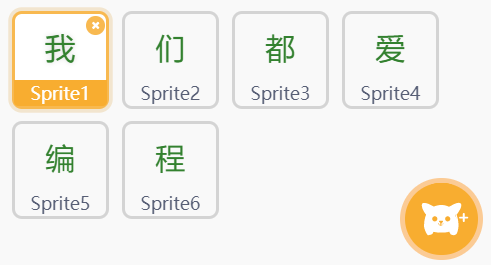 我 们 都 爱
Sprite1 Sprite2 Sprite3 Sprite4
编 程
Sprite5 Sprite6